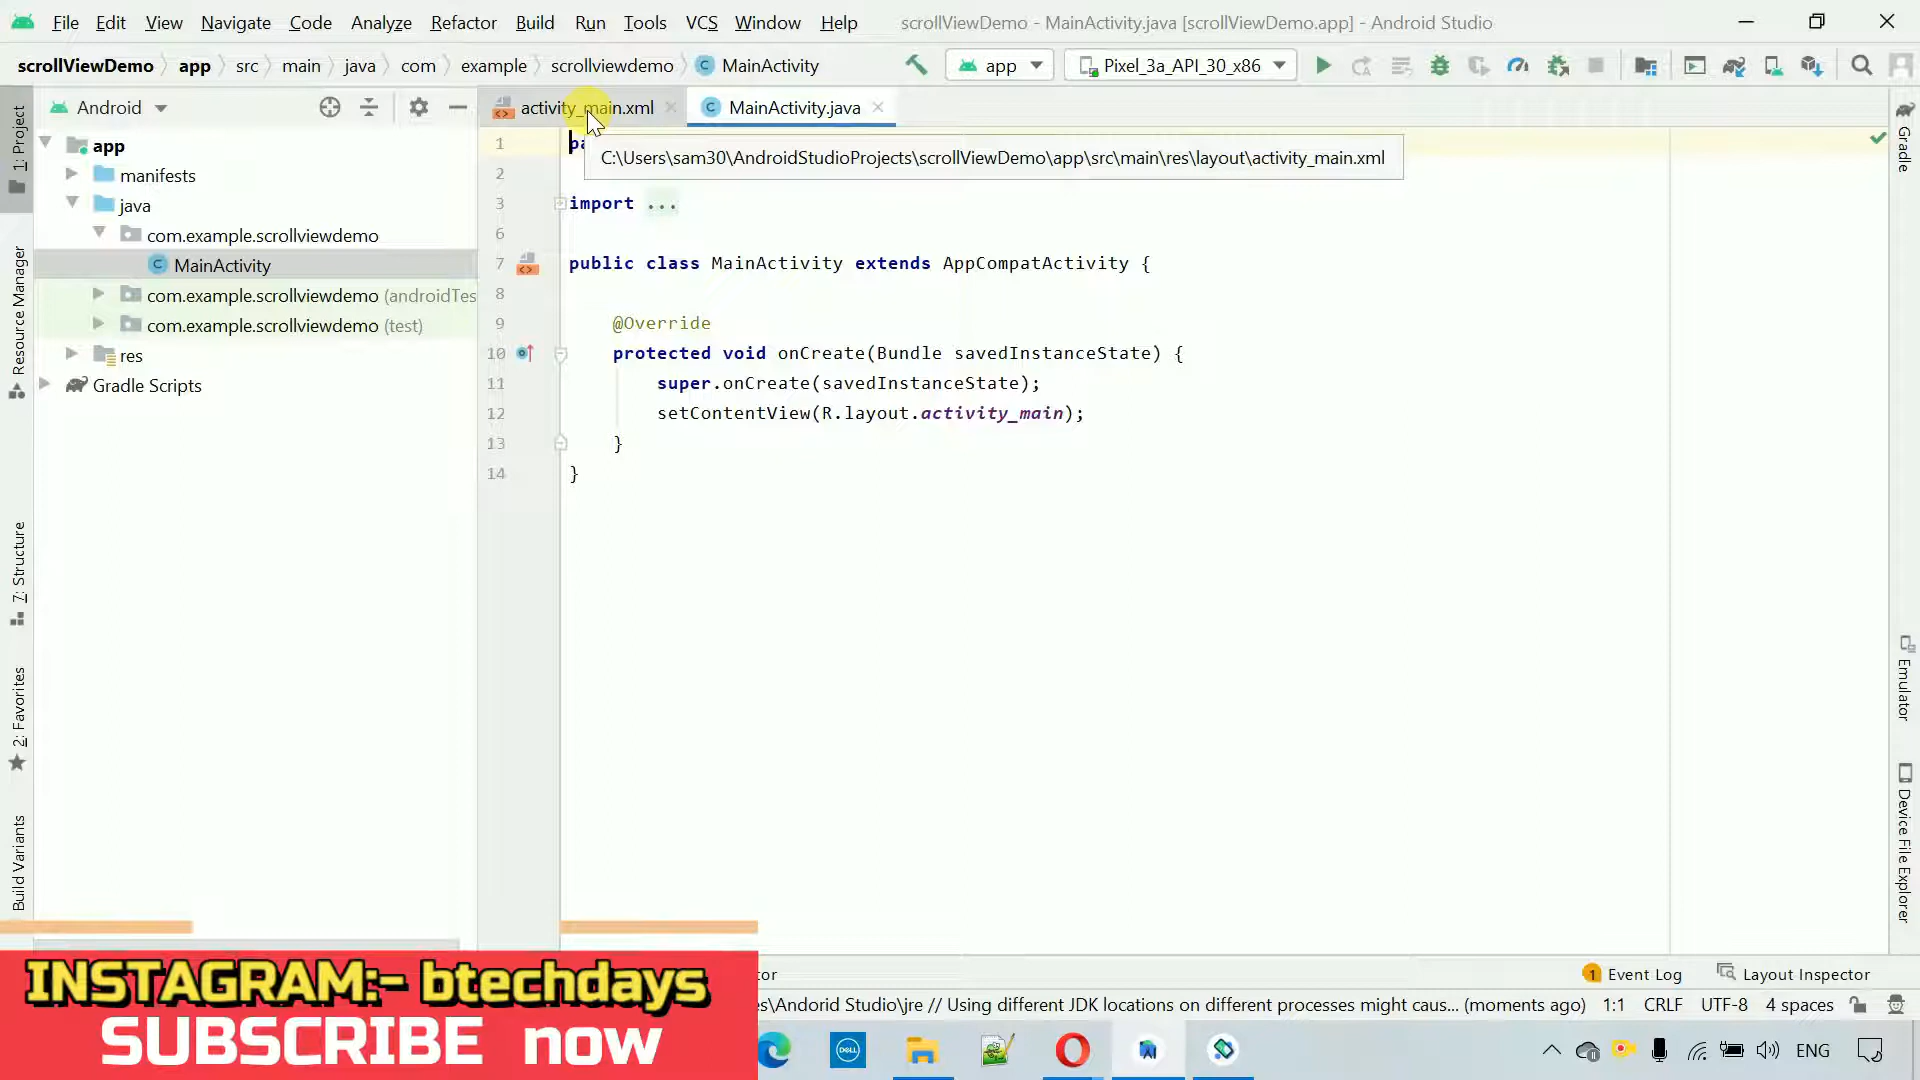 File Edit View Navigate Code Analyze Refactor Build Run Tools VCS Window Help scrollViewDemo - MainActivity.java [scrollViewDemo.app] - Android Studio
scrollViewDemo app src main java com example scrollviewdemo MainActivity app Pixel_3a_API_30_x86
Android activity_main.xml MainActivity.java
C:\Users\sam30\AndroidStudioProjects\scrollViewDemo\app\src\main\res\layout\activity_main.xml
app
manifests
java
com.example.scrollviewdemo
MainActivity
com.example.scrollviewdemo (androidTes
com.example.scrollviewdemo (test)
res
Gradle Scripts
1
2
3 import ...
6
7 public class MainActivity extends AppCompatActivity {
8
9 @Override
10 protected void onCreate(Bundle savedInstanceState) {
11 super.onCreate(savedInstanceState);
12 setContentView(R.layout.activity_main);
13 }
14 }
1: Project
Resource Manager
7: Structure
2: Favorites
Build Variants
Gradle
Emulator
Device File Explorer
1 Event Log Layout Inspector
Andorid Studio\jre // Using different JDK locations on different processes might caus... (moments ago) 1:1 CRLF UTF-8 4 spaces
INSTAGRAM:- btechdays
SUBSCRIBE now
DELL
ENG